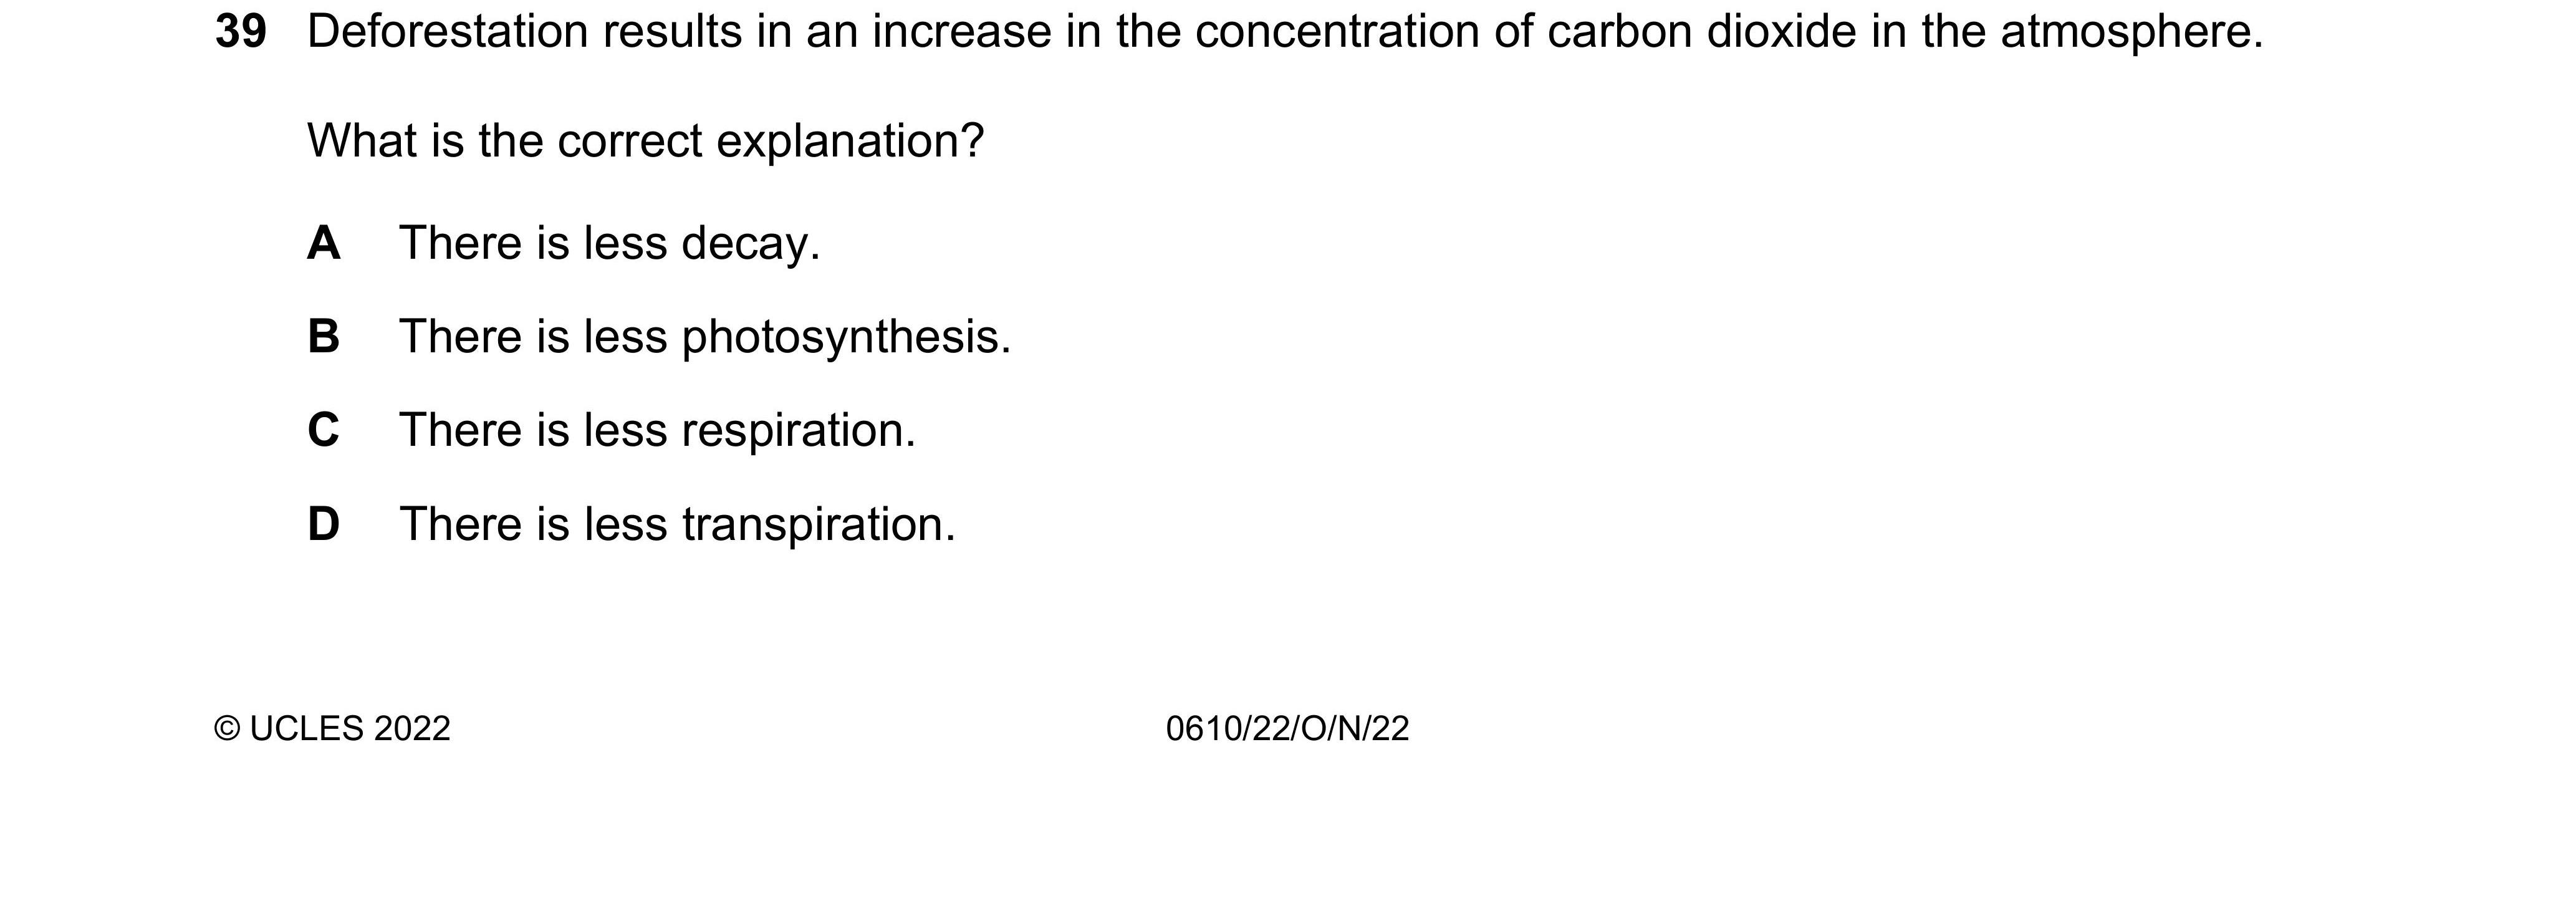 39 Deforestation results in an increase in the concentration of carbon dioxide in the atmosphere.
What is the correct explanation?
A There is less decay.
B There is less photosynthesis.
C There is less respiration.
D There is less transpiration.
© UCLES 2022 0610/22/O/N/22